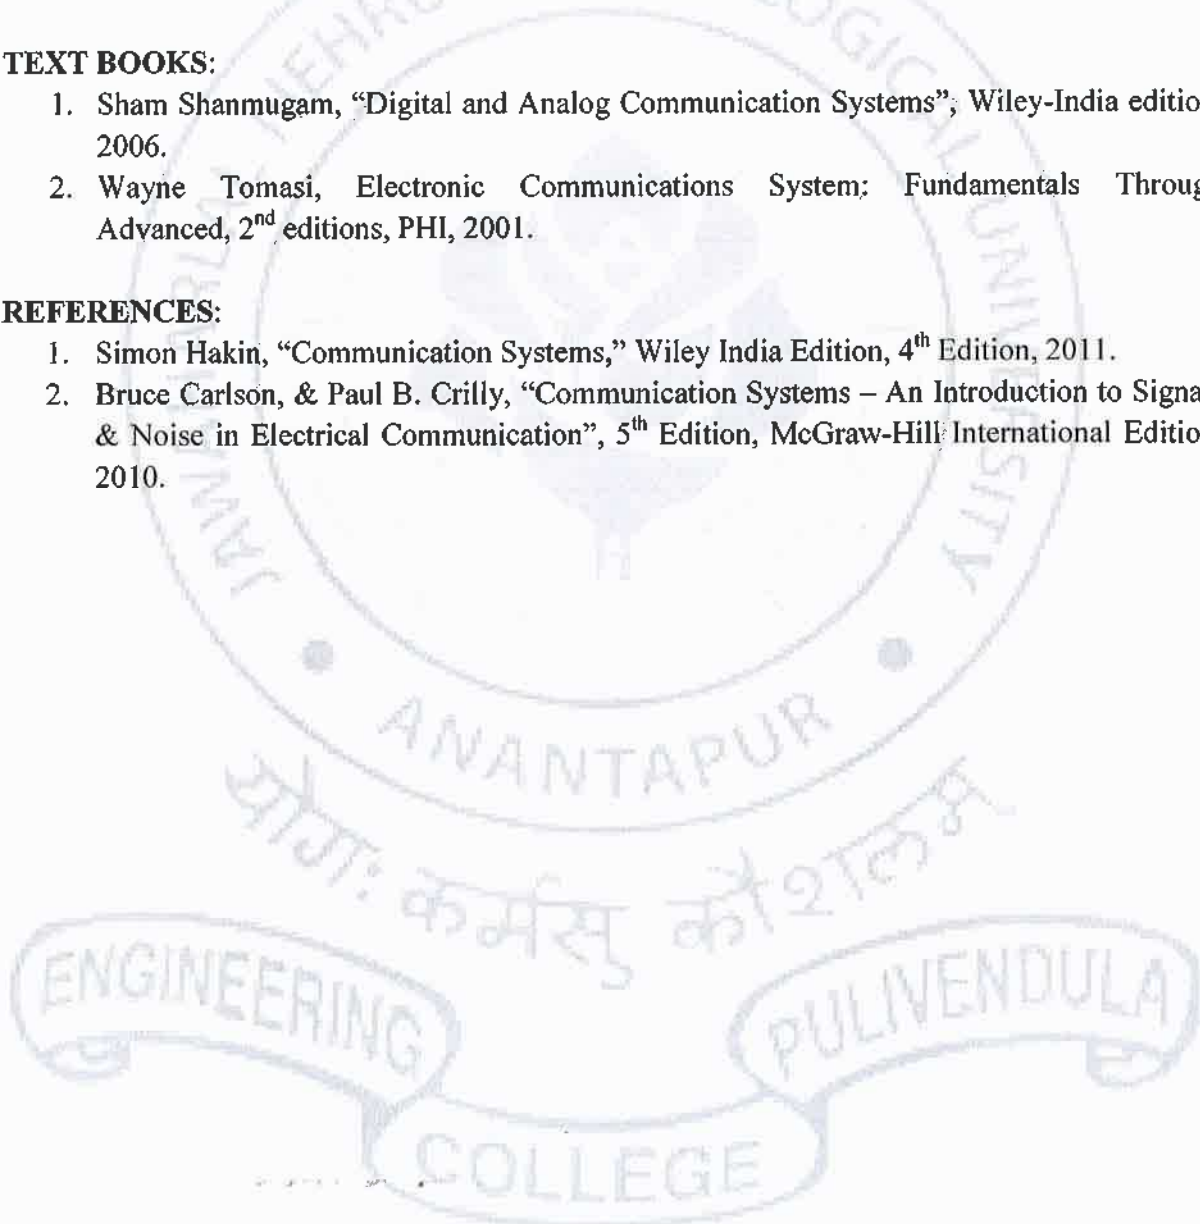 TEXT BOOKS:
1. Sham Shanmugam, “Digital and Analog Communication Systems”, Wiley-India editio
2006.
2. Wayne Tomasi, Electronic Communications System: Fundamentals Throug
Advanced, 2nd editions, PHI, 2001.
REFERENCES:
1. Simon Hakin, “Communication Systems,” Wiley India Edition, 4th Edition, 2011.
2. Bruce Carlson, & Paul B. Crilly, “Communication Systems – An Introduction to Signa
& Noise in Electrical Communication”, 5th Edition, McGraw-Hill International Editio
2010.
ANANTAPUR
योगः कर्मसु कौशलम्
ENGINEERING
PULIVENDULA
COLLEGE